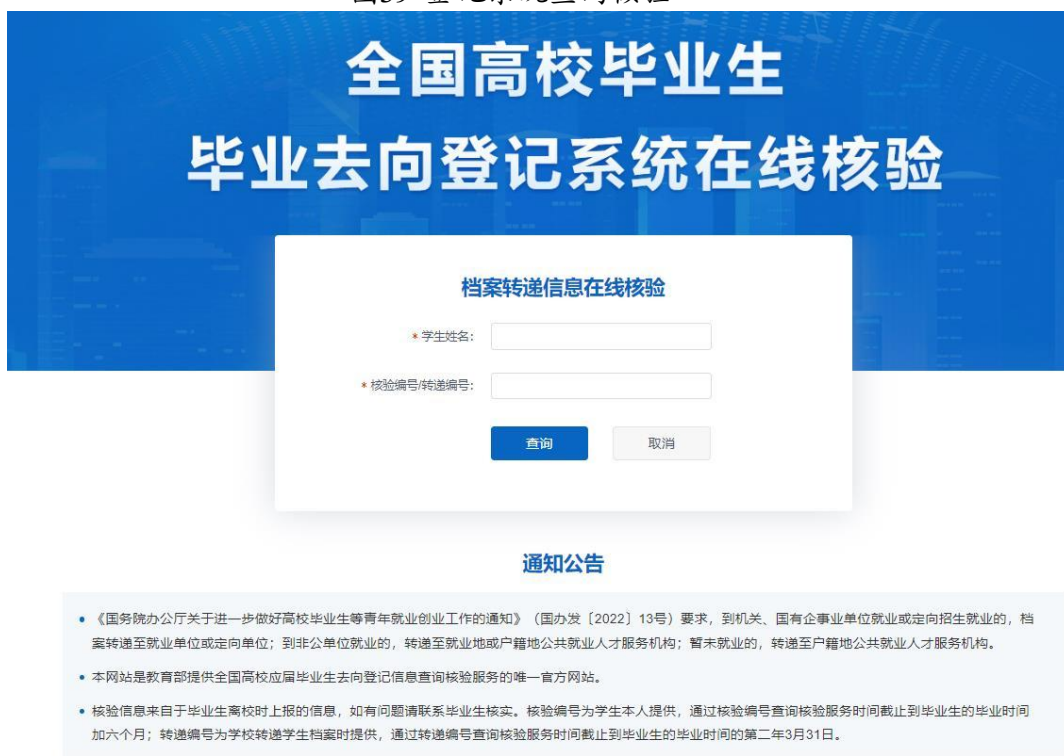 全国高校毕业生
毕业去向登记系统在线核验
档案转递信息在线核验
* 学生姓名:
* 核验编号/转递编号:
查询 取消
通知公告
• 《国务院办公厅关于进一步做好高校毕业生等青年就业创业工作的通知》（国办发〔2022〕13号）要求，到机关、国有企事业单位就业或定向招生就业的，档
案转递至就业单位或定向单位；到非公单位就业的，转递至就业地或户籍地公共就业人才服务机构；暂未就业的，转递至户籍地公共就业人才服务机构。
• 本网站是教育部提供全国高校应届毕业生去向登记信息查询核验服务的唯一官方网站。
• 核验信息来自于毕业生离校时上报的信息，如有问题请联系毕业生核实。核验编号为学生本人提供，通过核验编号查询核验服务时间截止到毕业生的毕业时间
加六个月；转递编号为学校转递学生档案时提供，通过转递编号查询核验服务时间截止到毕业生的毕业时间的第二年3月31日。